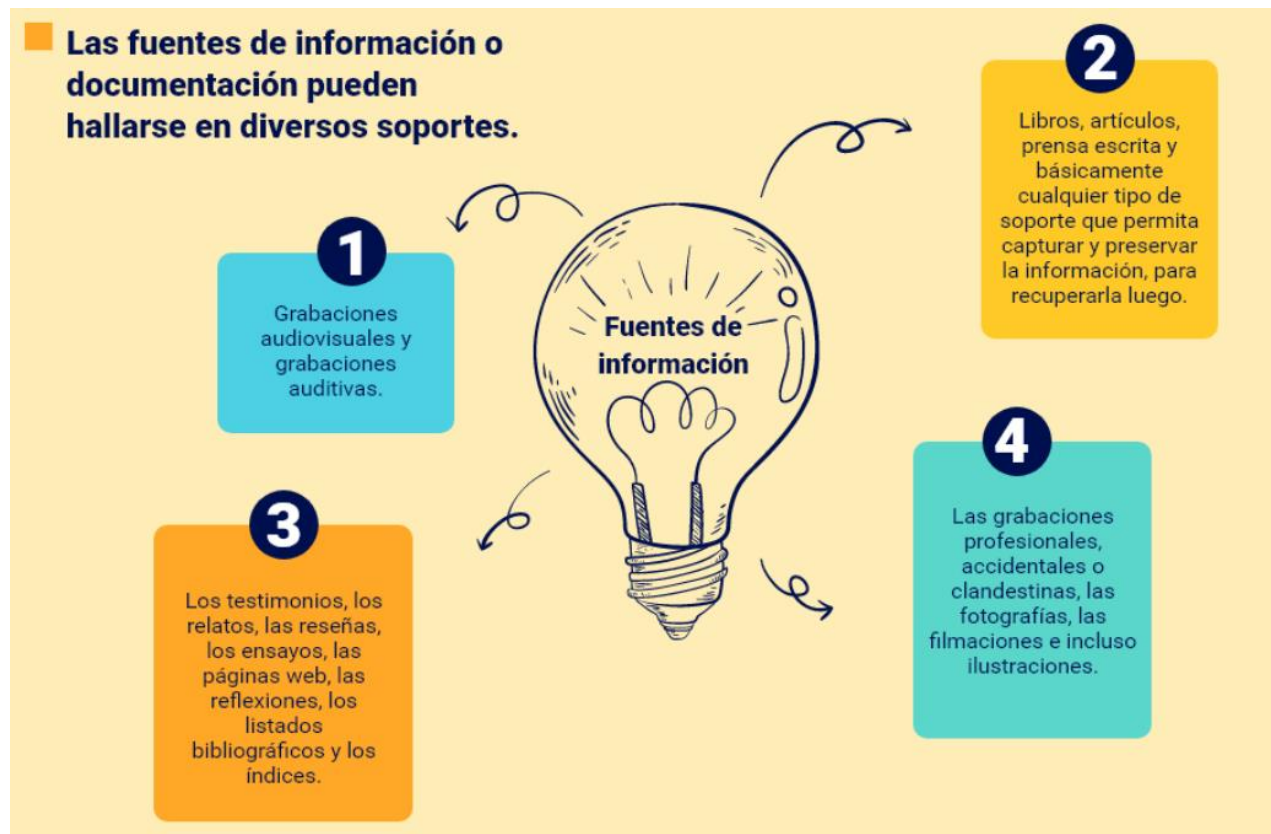 Las fuentes de información o
documentación pueden
hallarse en diversos soportes.
1
Grabaciones
audiovisuales y
grabaciones
auditivas.
2
Libros, artículos,
prensa escrita y
básicamente
cualquier tipo de
soporte que permita
capturar y preservar
la información, para
recuperarla luego.
Fuentes de
información
3
Los testimonios, los
relatos, las reseñas,
los ensayos, las
páginas web, las
reflexiones, los
listados
bibliográficos y los
índices.
4
Las grabaciones
profesionales,
accidentales o
clandestinas, las
fotografías, las
filmaciones e incluso
ilustraciones.